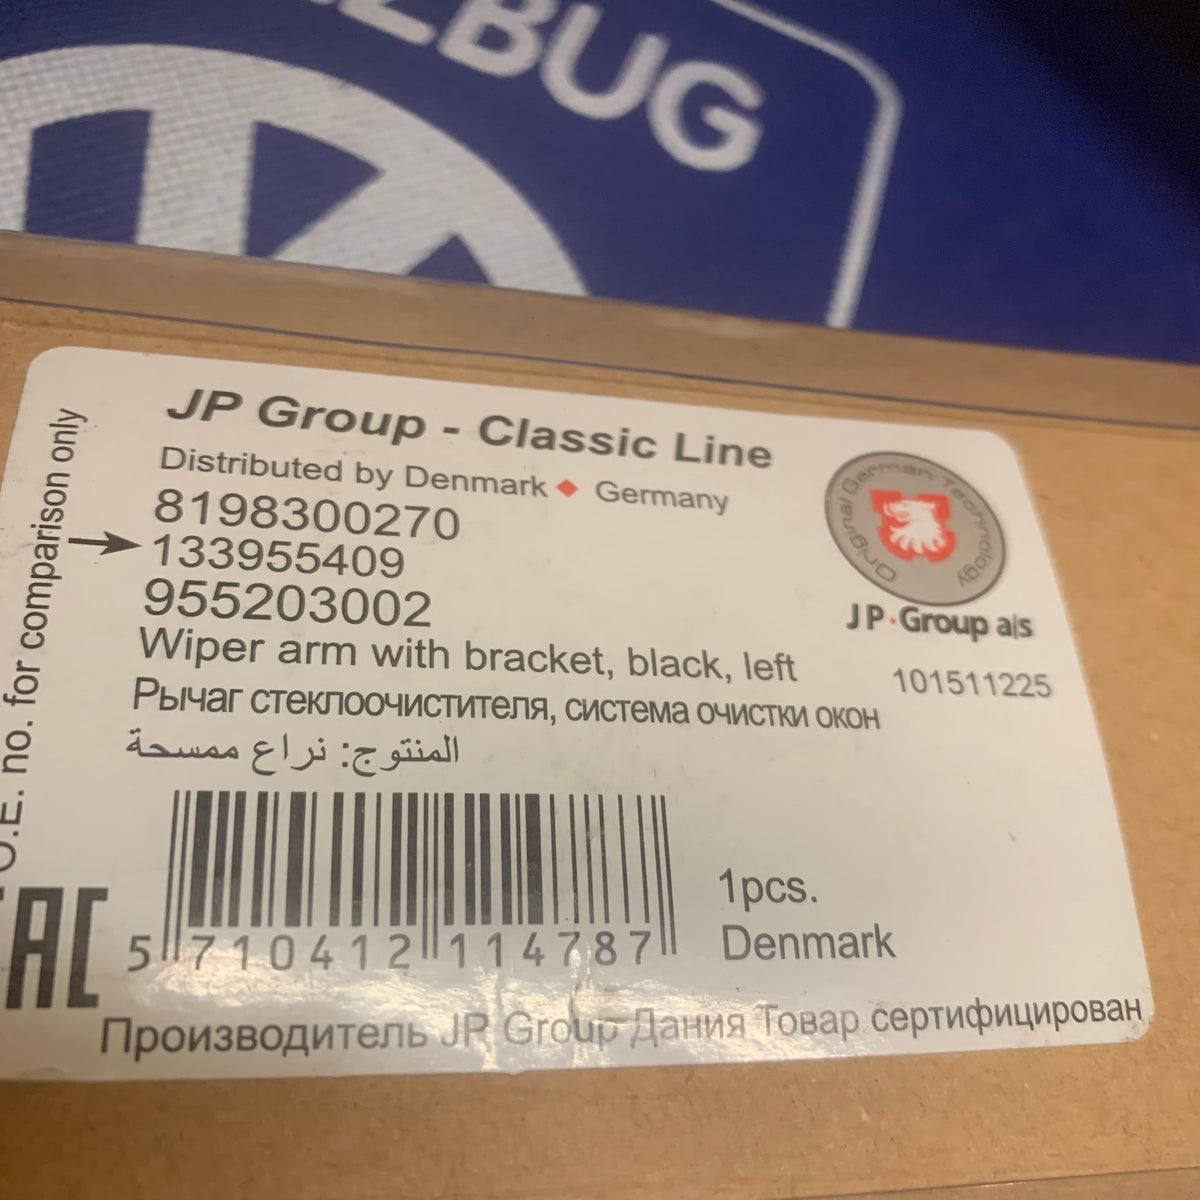 ZBUG
JP Group - Classic Line
Distributed by Denmark ♦ Germany
8198300270
133955409
955203002
Wiper arm with bracket, black, left
Рычаг стеклоочистителя, система очистки окон
المنتوج: نراع ممسحة
O.E. no. for comparison only
Original German Technology
JP·Group a/s
101511225
5 710412 114787
1pcs.
Denmark
EAC
Производитель JP Group Дания Товар сертифицирован